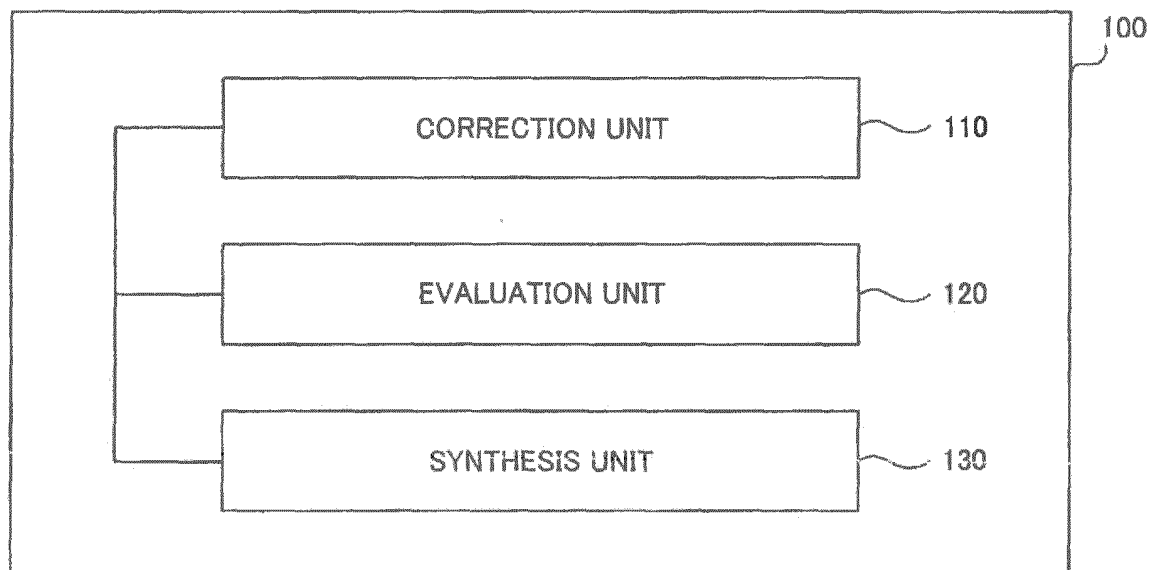 100
CORRECTION UNIT 110
EVALUATION UNIT 120
SYNTHESIS UNIT 130